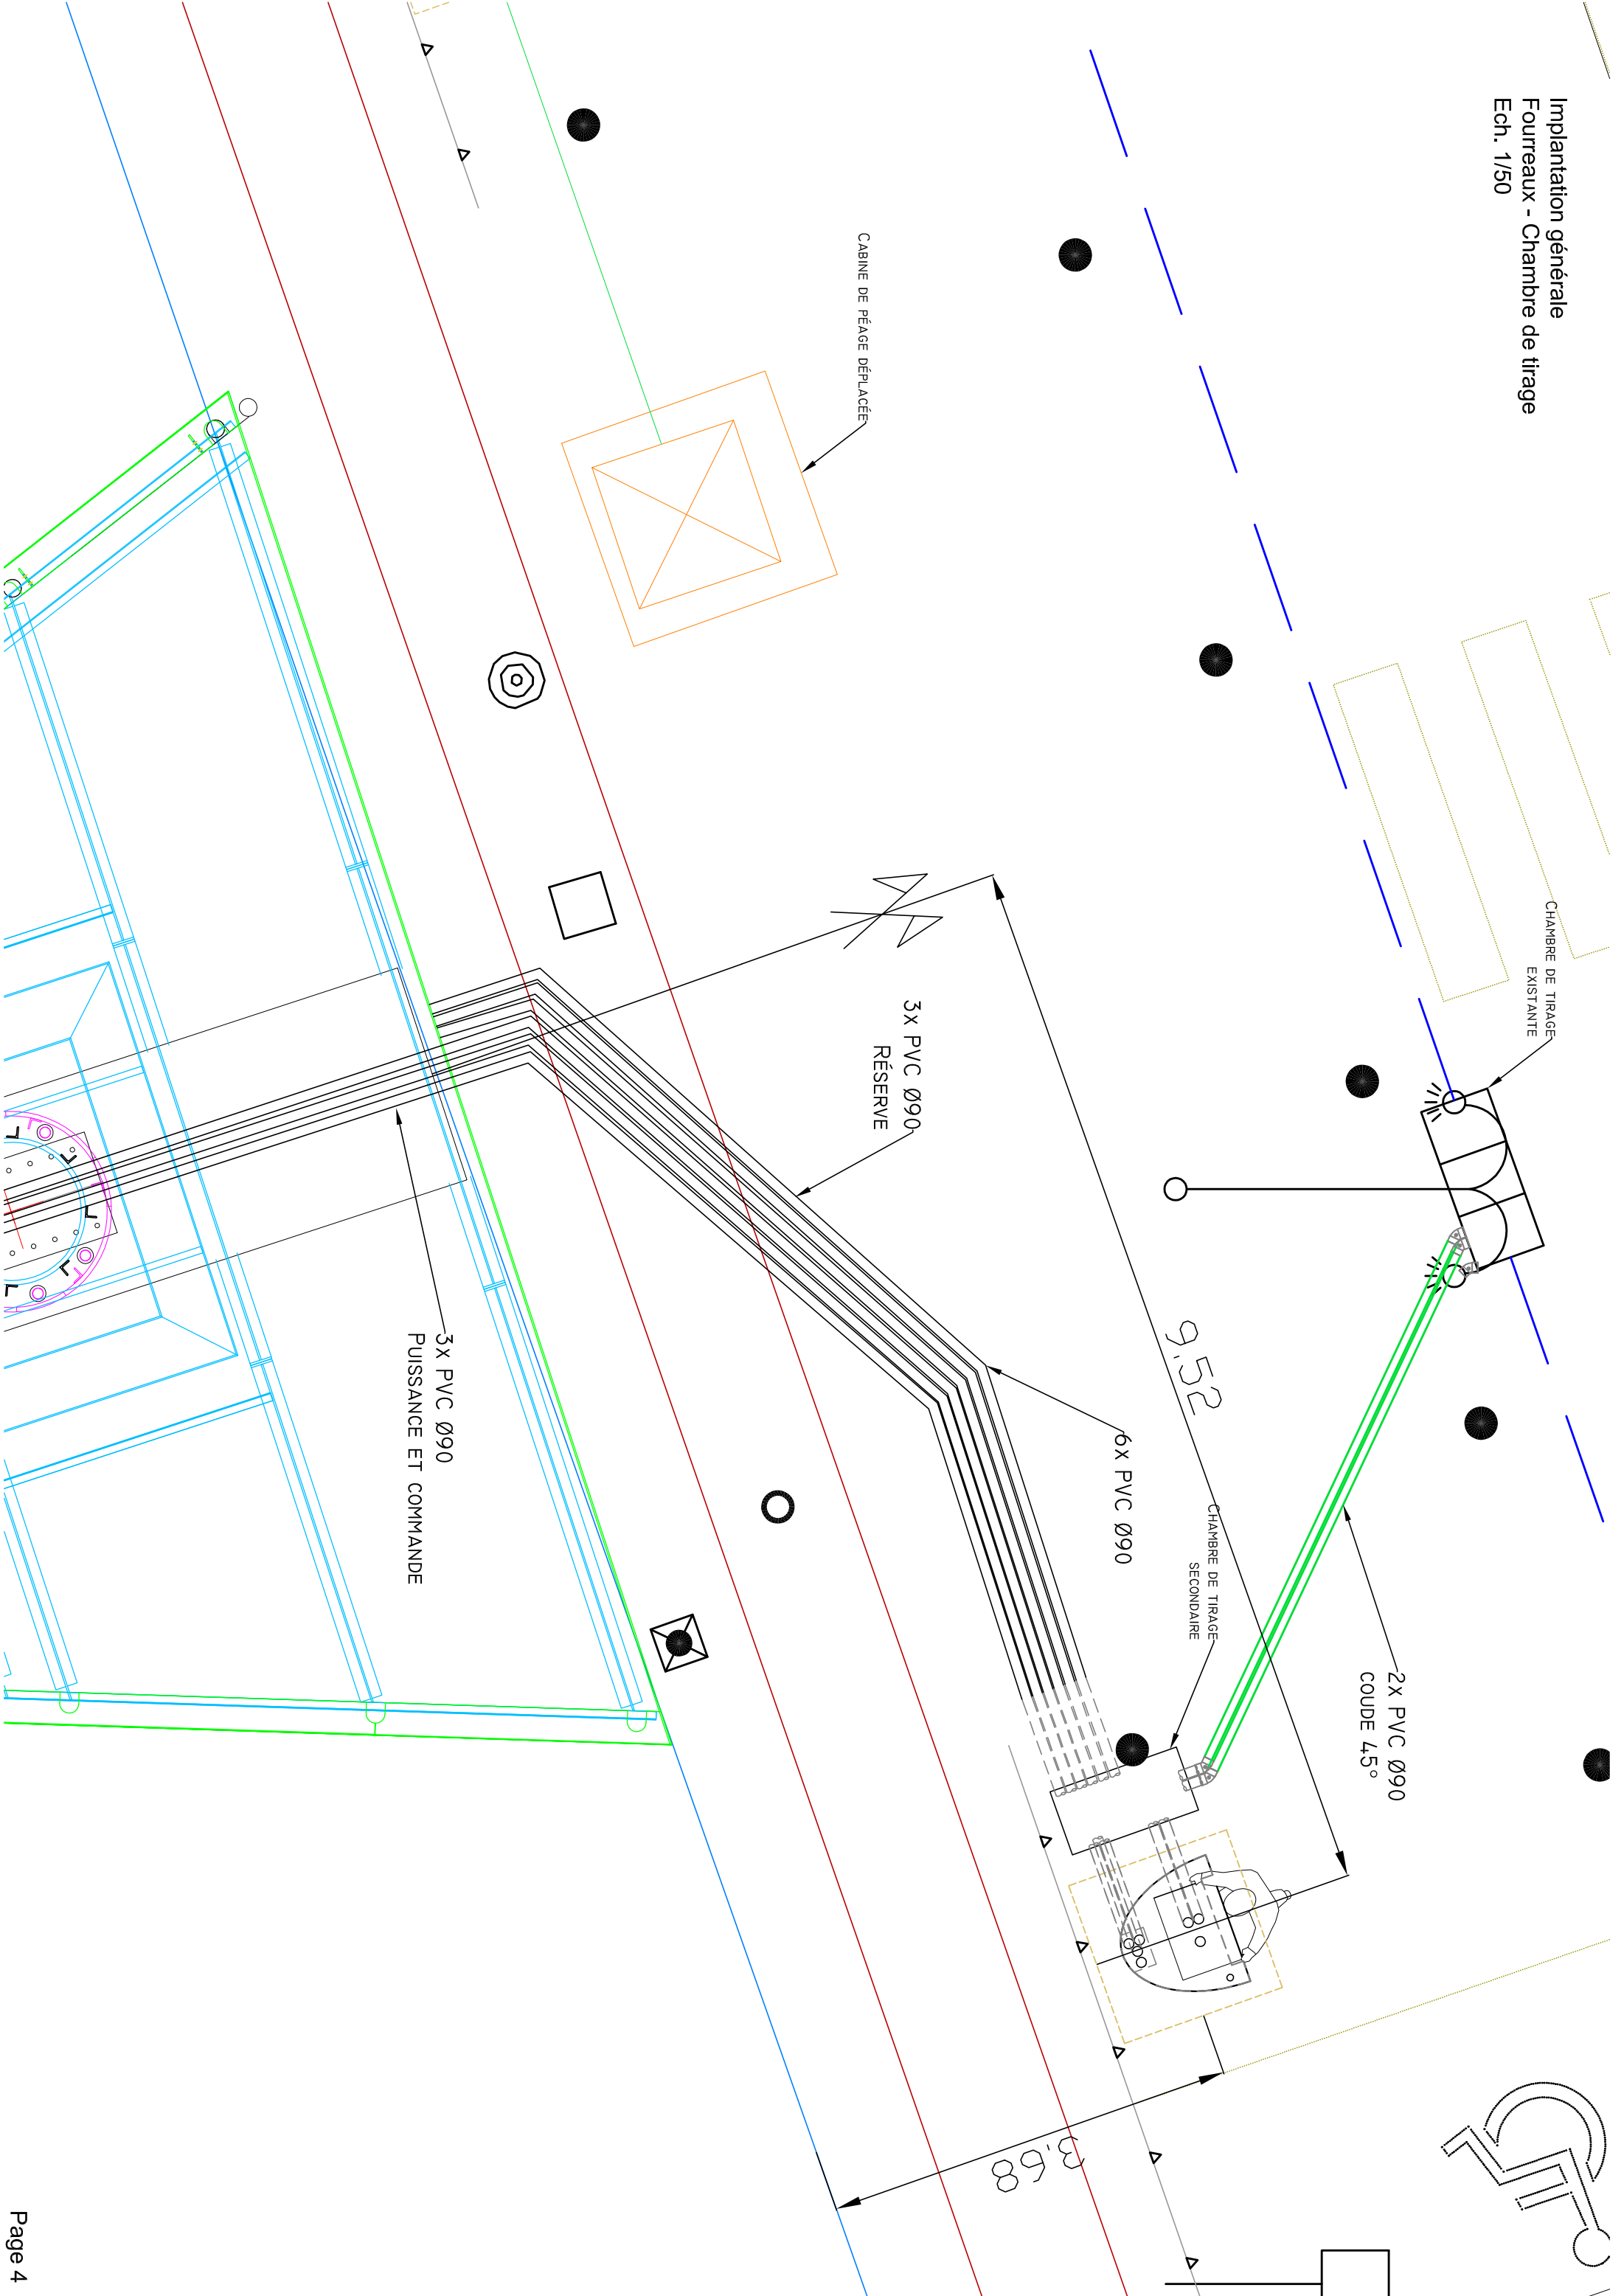 Implantation générale
Fourreaux - Chambre de tirage
Ech. 1/50
CHAMBRE DE TIRAGE
EXISTANTE
CABINE DE PÉAGE DÉPLACÉE
3x PVC Ø90
RÉSERVE
9,52
6x PVC Ø90
CHAMBRE DE TIRAGE
SECONDAIRE
2x PVC Ø90
COUDE 45°
3x PVC Ø90
PUISSANCE ET COMMANDE
3,68
Page 4